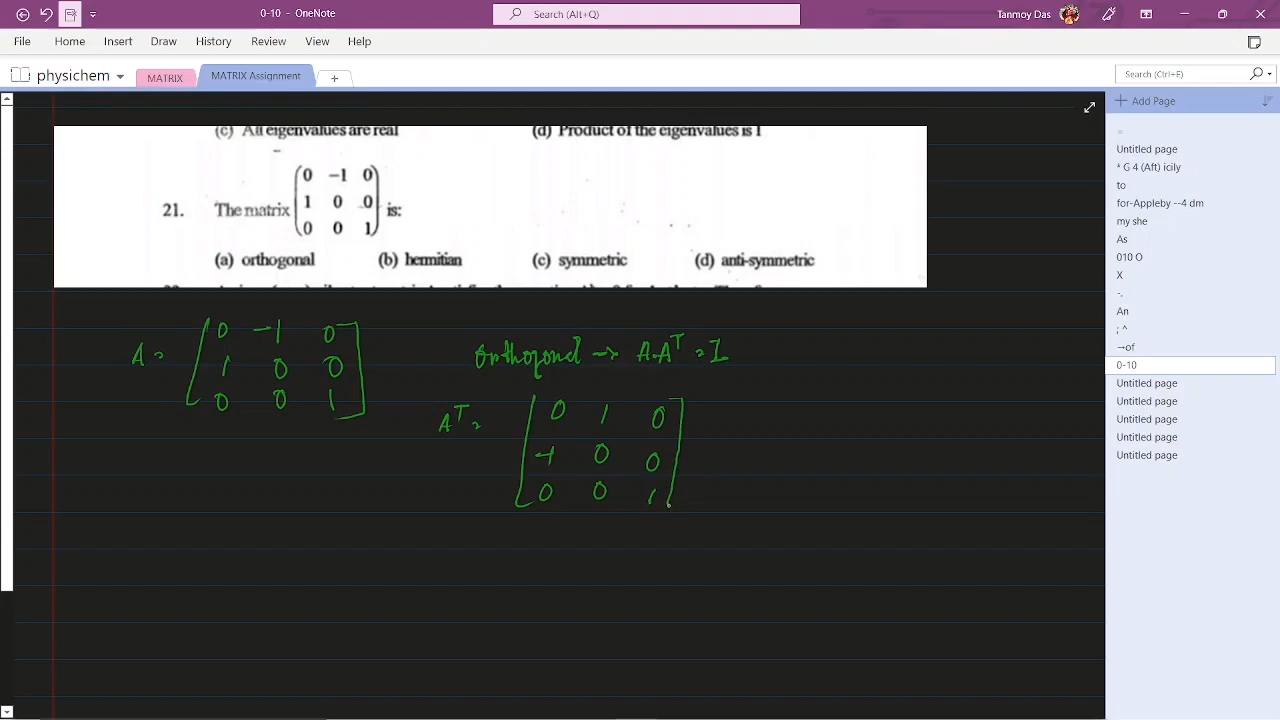 0-10 - OneNote
Search (Alt+Q)
Tanmoy Das
File Home Insert Draw History Review View Help
physichem
MATRIX
MATRIX Assignment
Search (Ctrl+E)
Add Page
Untitled page
* G 4 (Aft) icily
to
for-Appleby --4 dm
my she
As
010 O
X
-.
An
; ^
→of
0-10
Untitled page
Untitled page
Untitled page
Untitled page
Untitled page
(c) All eigenvalues are real (d) Product of the eigenvalues is 1
21. The matrix
0 -1 0
1 0 0
0 0 1
is:
(a) orthogonal (b) hermitian (c) symmetric (d) anti-symmetric
A =
0 -1 0
1 0 0
0 0 1
Orthogonal → A.Aᵀ = I
Aᵀ =
0 1 0
-1 0 0
0 0 1